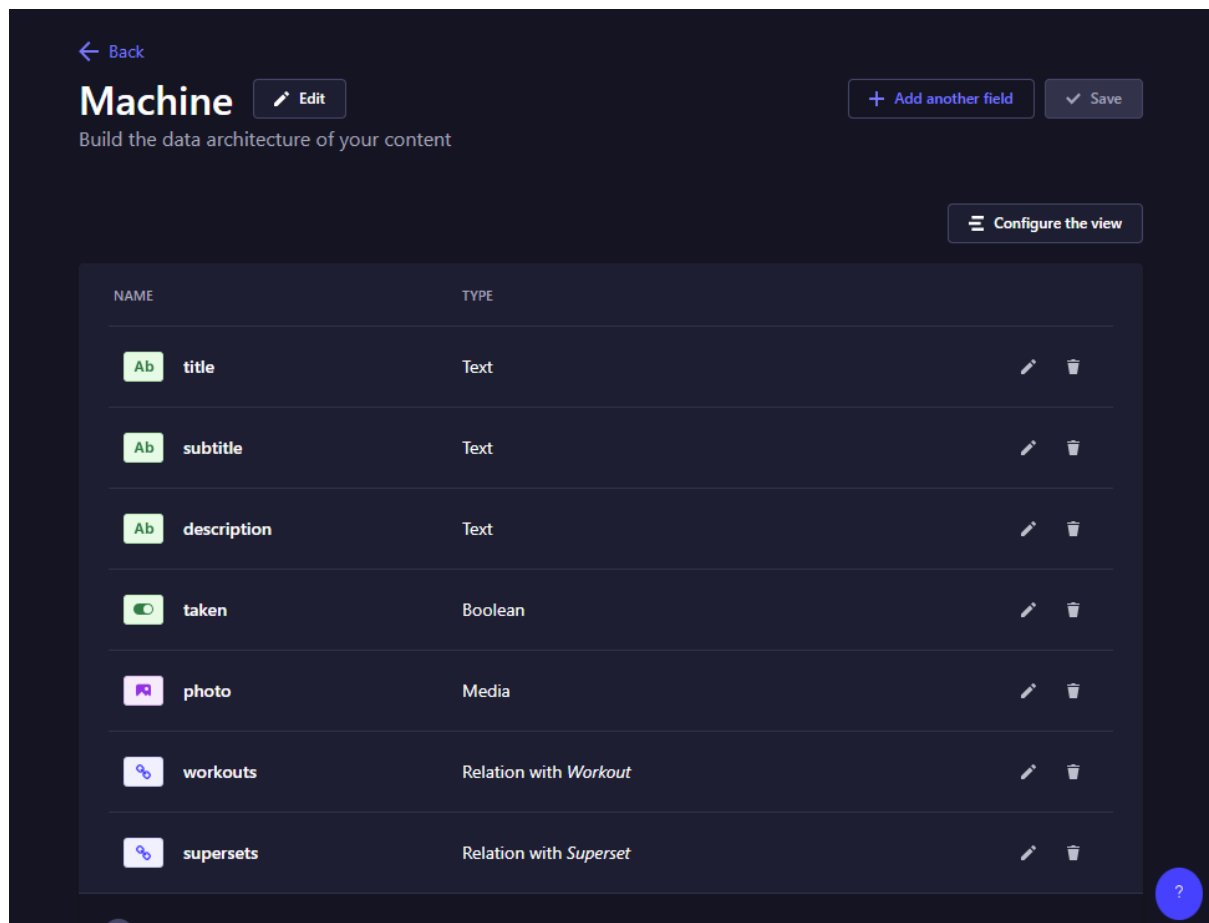 Back
Machine Edit + Add another field Save
Build the data architecture of your content
Configure the view
NAME TYPE
Ab title Text
Ab subtitle Text
Ab description Text
taken Boolean
photo Media
workouts Relation with Workout
supersets Relation with Superset
?